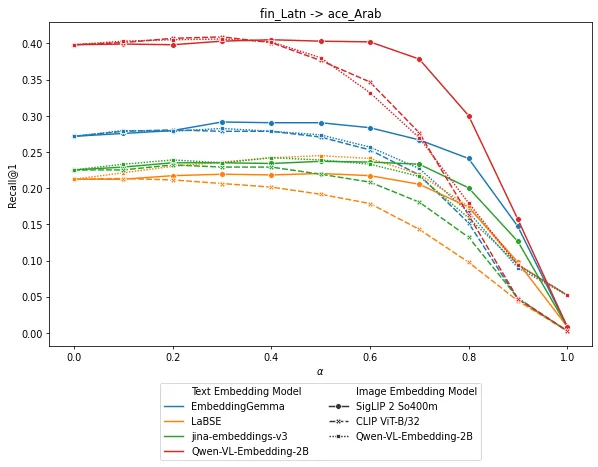 fin_Latn -> ace_Arab
Recall@1
0.40
0.35
0.30
0.25
0.20
0.15
0.10
0.05
0.00
0.0 0.2 0.4 0.6 0.8 1.0
α
Text Embedding Model
EmbeddingGemma
LaBSE
jina-embeddings-v3
Qwen-VL-Embedding-2B
Image Embedding Model
SigLIP 2 So400m
CLIP ViT-B/32
Qwen-VL-Embedding-2B